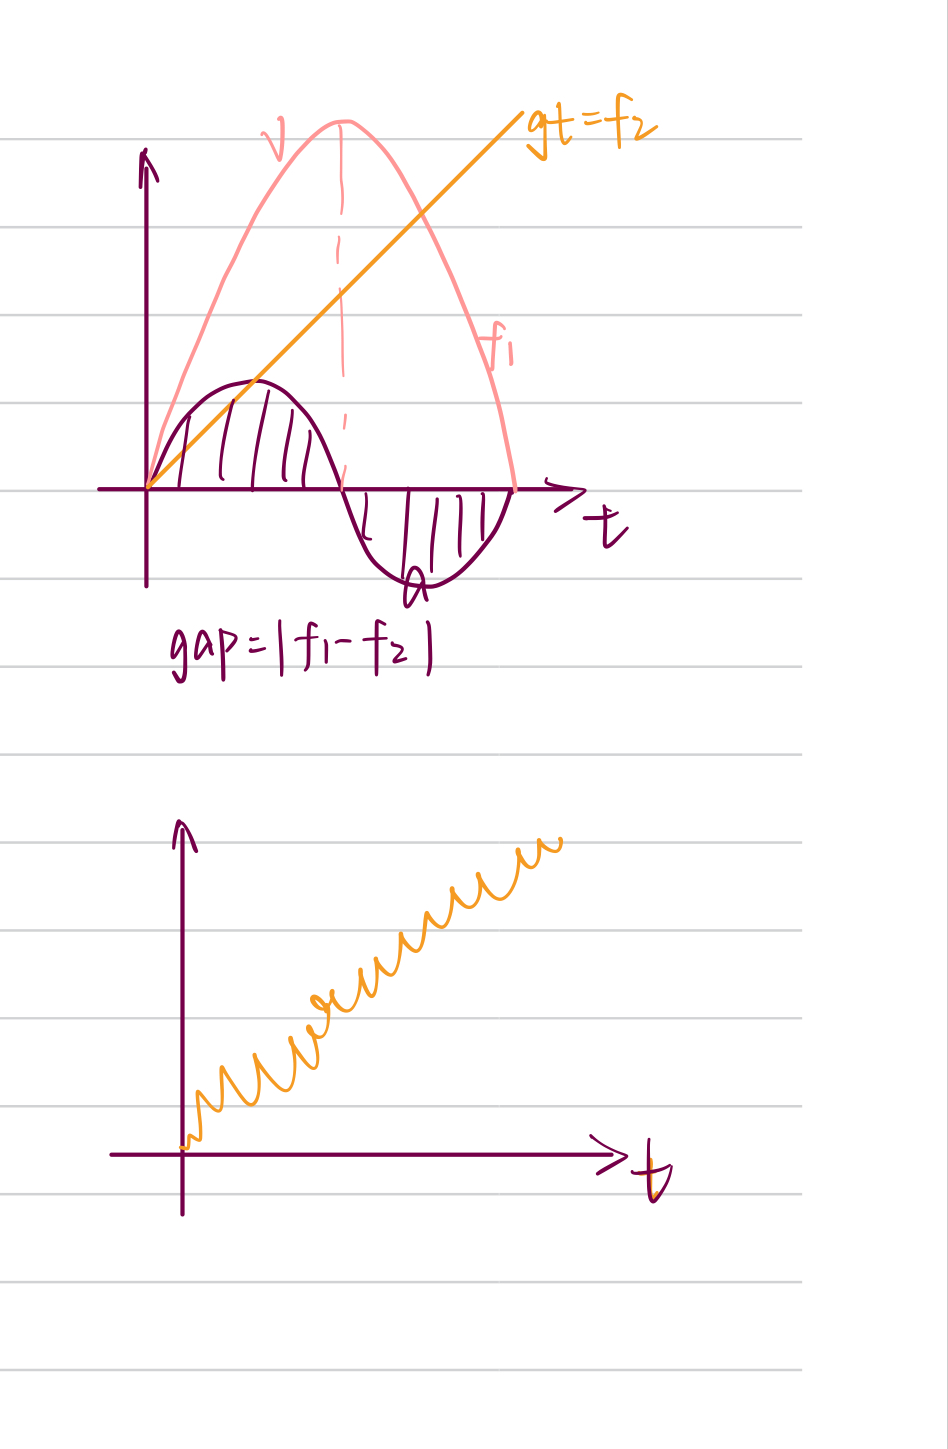 v
gt=f₂
f₁
t
a
gap=|f₁-f₂|
t